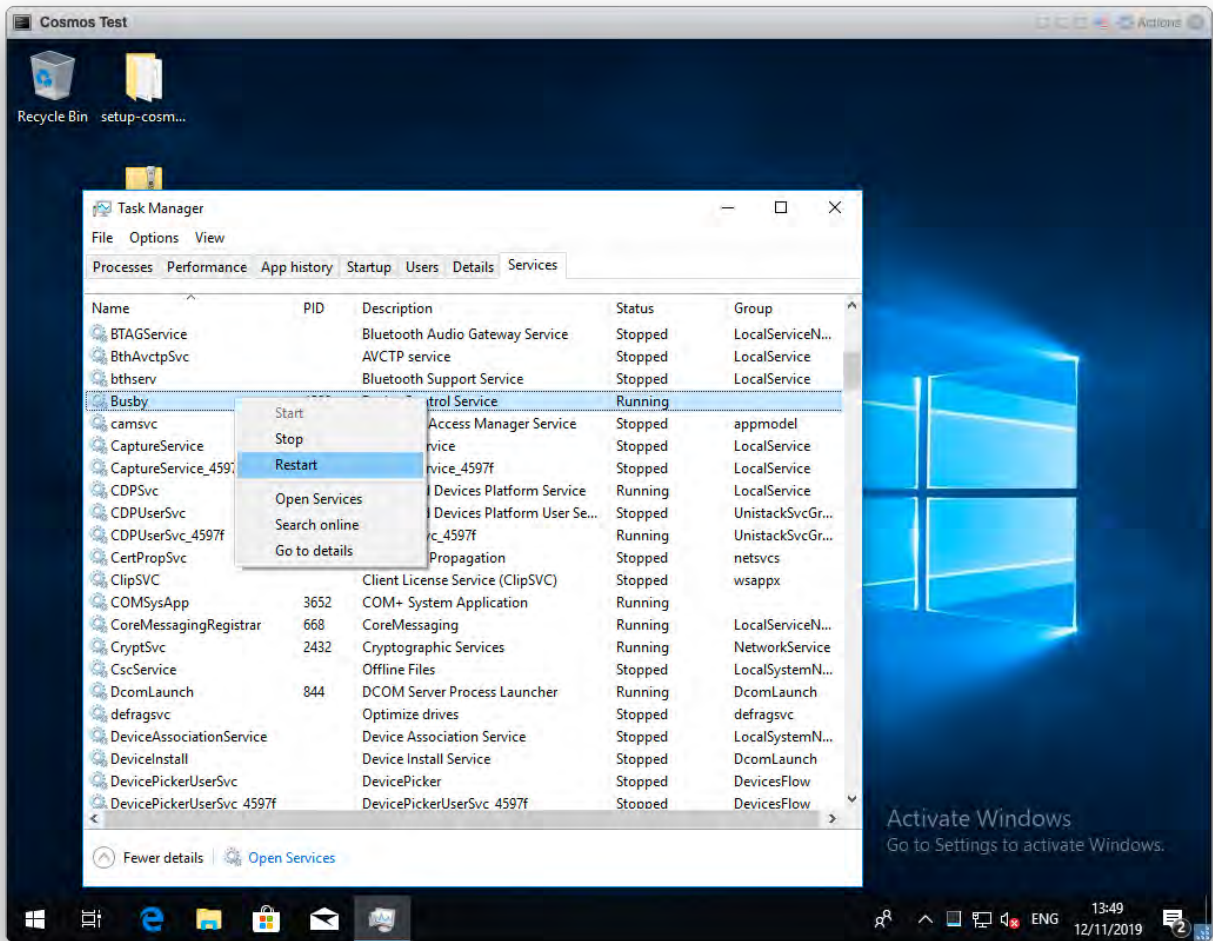 Cosmos Test
Actions
Recycle Bin setup-cosm...
Task Manager
File Options View
Processes Performance App history Startup Users Details Services
Name PID Description Status Group
BTAGService Bluetooth Audio Gateway Service Stopped LocalServiceN...
BthAvctpSvc AVCTP service Stopped LocalService
bthserv Bluetooth Support Service Stopped LocalService
Busby trol Service Running
Start
camsvc Access Manager Service Stopped appmodel
Stop
CaptureService rvice Stopped LocalService
Restart
CaptureService_4597 rvice_4597f Stopped LocalService
CDPSvc Devices Platform Service Running LocalService
Open Services
CDPUserSvc Devices Platform User Se... Stopped UnistackSvcGr...
Search online
CDPUserSvc_4597f c_4597f Running UnistackSvcGr...
Go to details
CertPropSvc Propagation Stopped netsvcs
ClipSVC Client License Service (ClipSVC) Stopped wsappx
COMSysApp 3652 COM+ System Application Running
CoreMessagingRegistrar 668 CoreMessaging Running LocalServiceN...
CryptSvc 2432 Cryptographic Services Running NetworkService
CscService Offline Files Stopped LocalSystemN...
DcomLaunch 844 DCOM Server Process Launcher Running DcomLaunch
defragsvc Optimize drives Stopped defragsvc
DeviceAssociationService Device Association Service Stopped LocalSystemN...
DeviceInstall Device Install Service Stopped DcomLaunch
DevicePickerUserSvc DevicePicker Stopped DevicesFlow
DevicePickerUserSvc_4597f DevicePickerUserSvc_4597f Stopped DevicesFlow
Fewer details Open Services
Activate Windows
Go to Settings to activate Windows.
ENG
13:49
12/11/2019
2